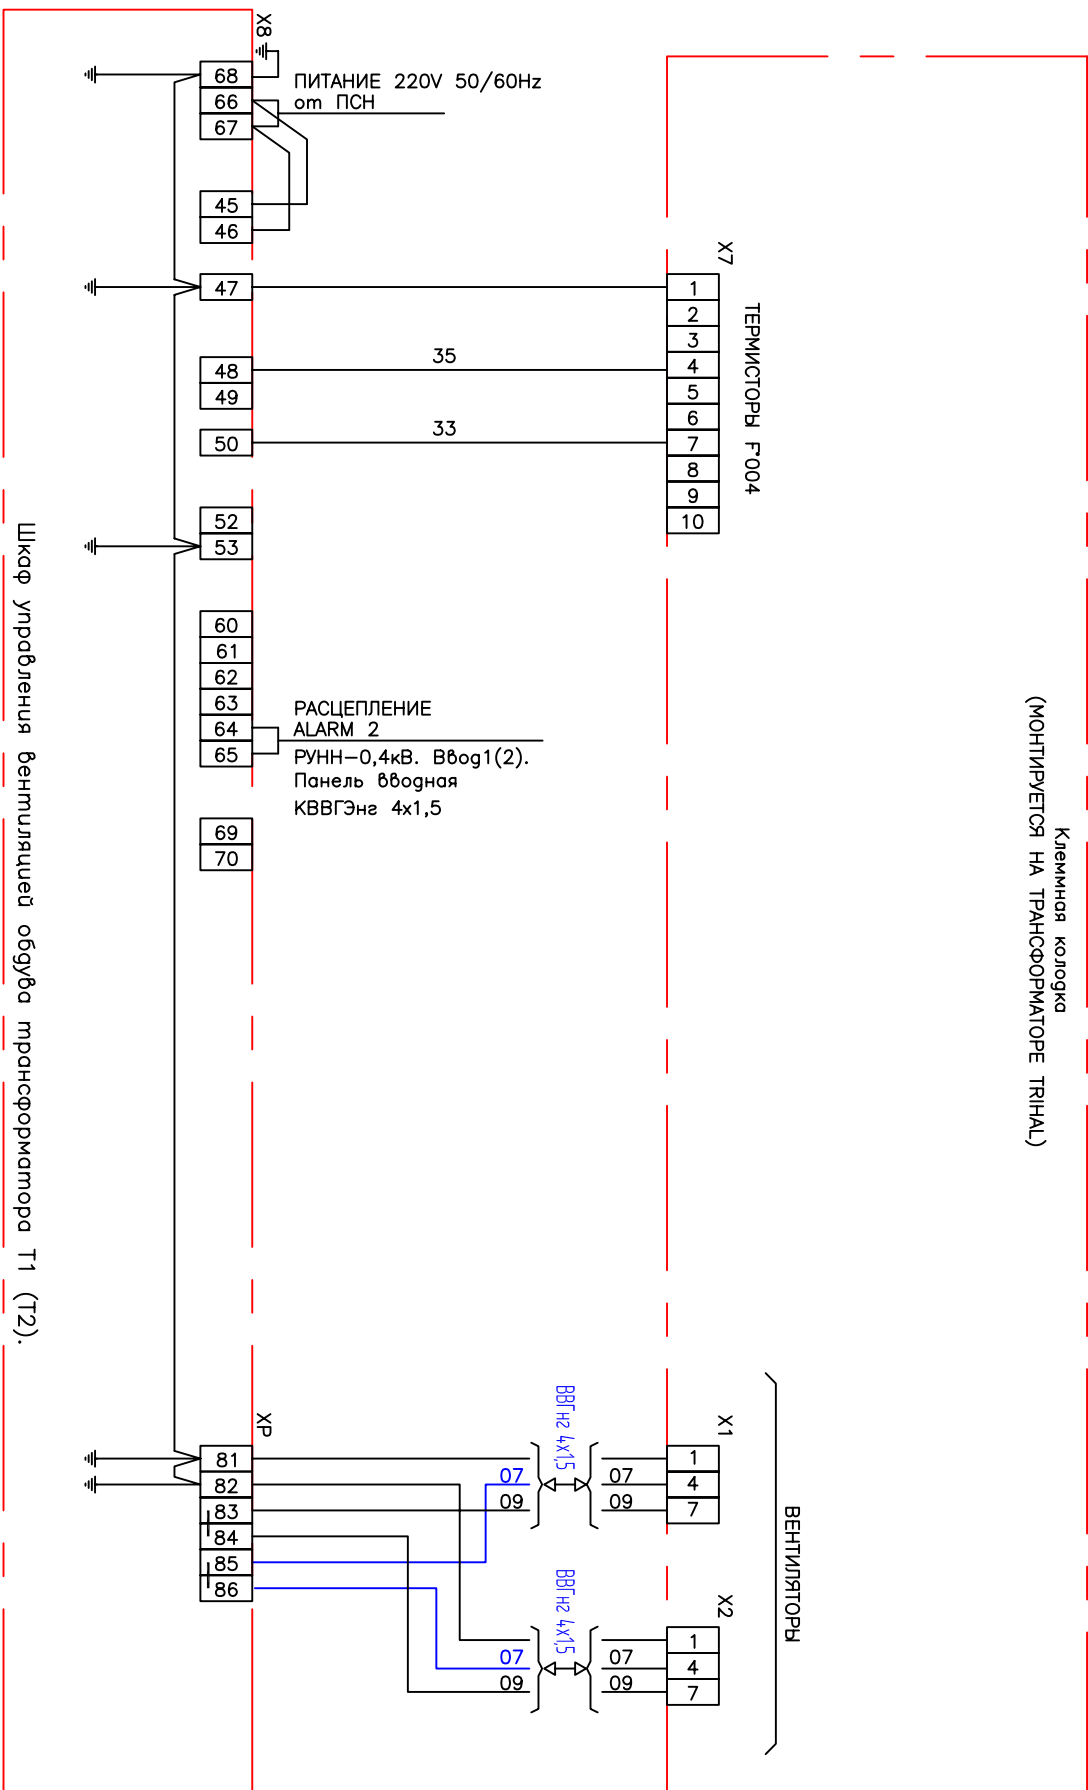 X8
68
66
67
ПИТАНИЕ 220V 50/60Hz
от ПСН
45
46
47
48
49
50
52
53
60
61
62
63
64
65
РАСЦЕПЛЕНИЕ
ALARM 2
РУНН-0,4кВ. Ввод1(2).
Панель вводная
КВВГЭнг 4х1,5
69
70
35
33
X7
1
2
3
4
5
6
7
8
9
10
ТЕРМИСТОРЫ F°004
Клеммная колодка
(МОНТИРУЕТСЯ НА ТРАНСФОРМАТОРЕ TRIHAL)
Шкаф управления вентиляцией обдува трансформатора Т1 (Т2).
XP
81
82
83
84
85
86
ВВГнг 4х1,5
07
09
07
09
X1
1
4
7
ВВГнг 4х1,5
07
09
07
09
X2
1
4
7
ВЕНТИЛЯТОРЫ